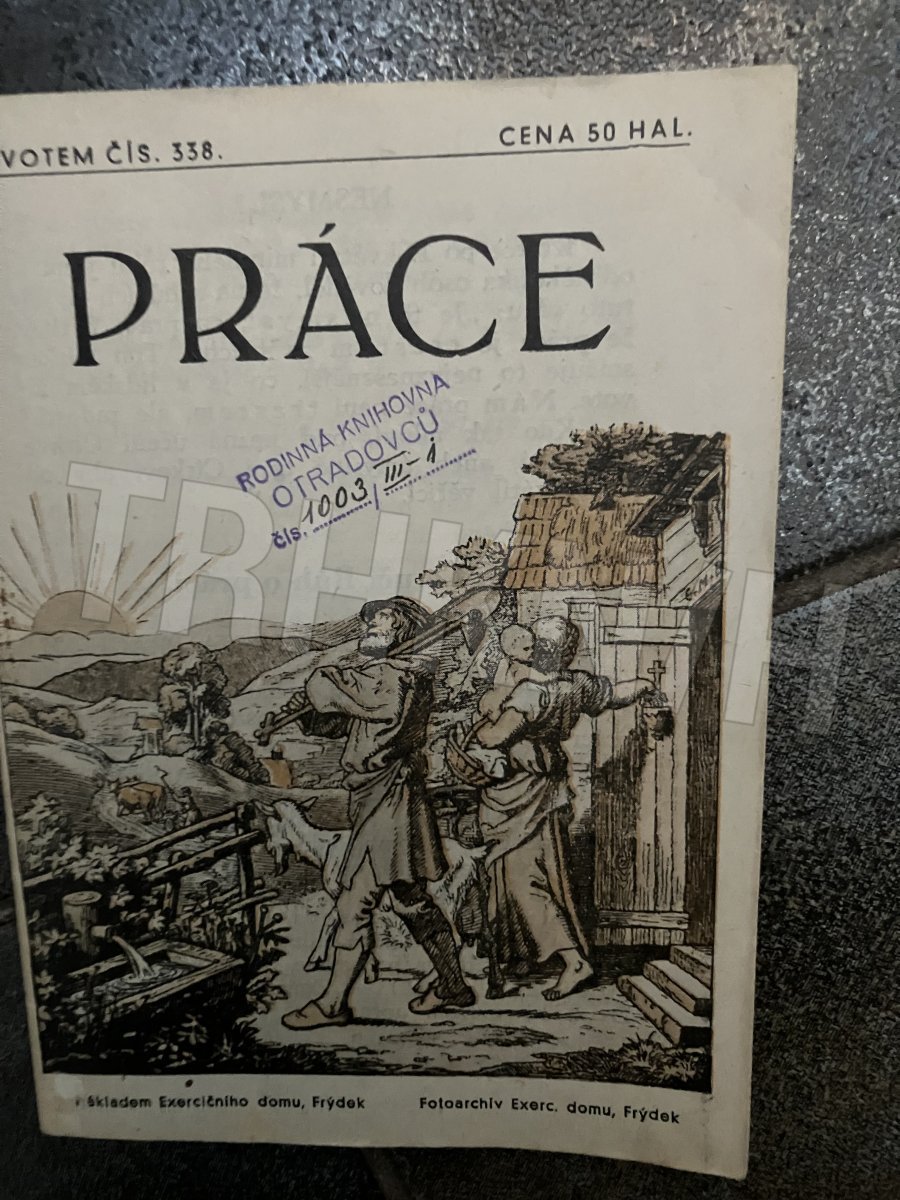 VOTEM ČÍS. 338.
CENA 50 HAL.
PRÁCE
RODINNÁ KNIHOVNA
OTRADOVCŮ
čís. 1003/III-1
skladem Exercičního domu, Frýdek
Fotoarchiv Exerc. domu, Frýdek